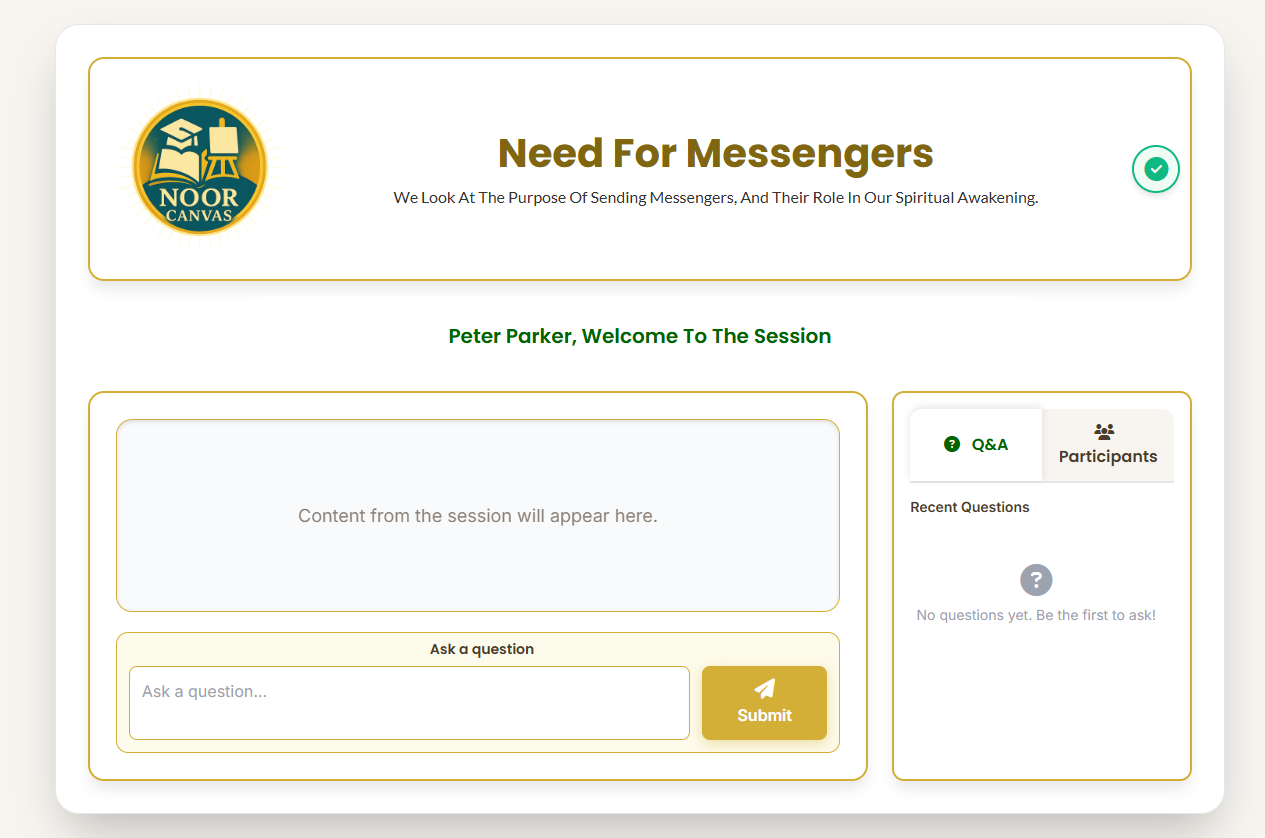 NOOR
CANVAS
Need For Messengers
We Look At The Purpose Of Sending Messengers, And Their Role In Our Spiritual Awakening.
Peter Parker, Welcome To The Session
Content from the session will appear here.
Ask a question
Ask a question...
Submit
Q&A
Participants
Recent Questions
No questions yet. Be the first to ask!